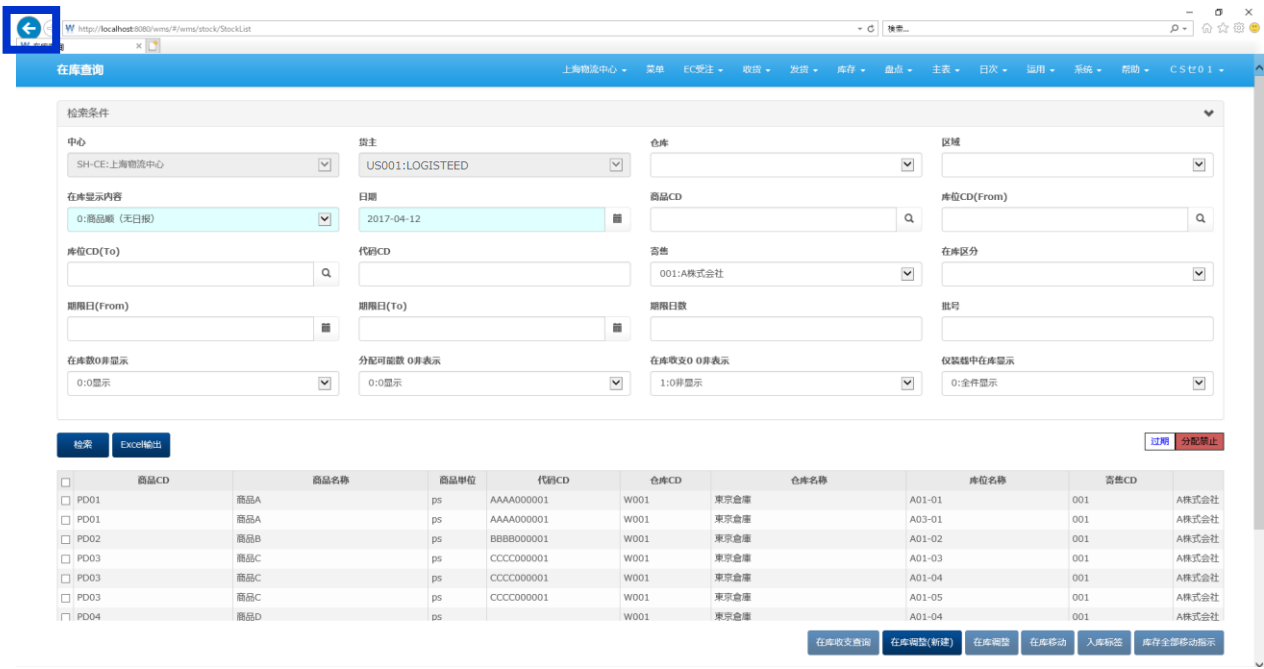 http://localhost:8080/wms/#/wms/stock/StockList
検索...
在库查询
上海物流中心 菜单 EC受注 收货 发货 库存 盘点 主表 日次 运用 系统 帮助 CSセ01
检索条件
中心 货主 仓库 区域
SH-CE:上海物流中心 US001:LOGISTEED
在库显示内容 日期 商品CD 库位CD(From)
0:商品顺（无日报） 2017-04-12
库位CD(To) 代码CD 寄售 在库区分
001:A株式会社
期限日(From) 期限日(To) 期限日数 批号
在库数0非显示 分配可能数 0非表示 在库收支0 0非表示 仅装载中在库显示
0:0显示 0:0显示 1:0非显示 0:全件显示
检索 Excel输出 过期 分配禁止
商品CD 商品名称 商品单位 代码CD 仓库CD 仓库名称 库位名称 寄售CD
PD01 商品A ps AAAA000001 W001 東京倉庫 A01-01 001 A株式会社
PD01 商品A ps AAAA000001 W001 東京倉庫 A03-01 001 A株式会社
PD02 商品B ps BBBB000001 W001 東京倉庫 A01-02 001 A株式会社
PD03 商品C ps CCCC000001 W001 東京倉庫 A01-03 001 A株式会社
PD03 商品C ps CCCC000001 W001 東京倉庫 A01-04 001 A株式会社
PD03 商品C ps CCCC000001 W001 東京倉庫 A01-05 001 A株式会社
PD04 商品D ps W001 東京倉庫 A01-04 001 A株式会社
在库收支查询 在库调整(新建) 在库调整 在库移动 入库标签 库存全部移动指示